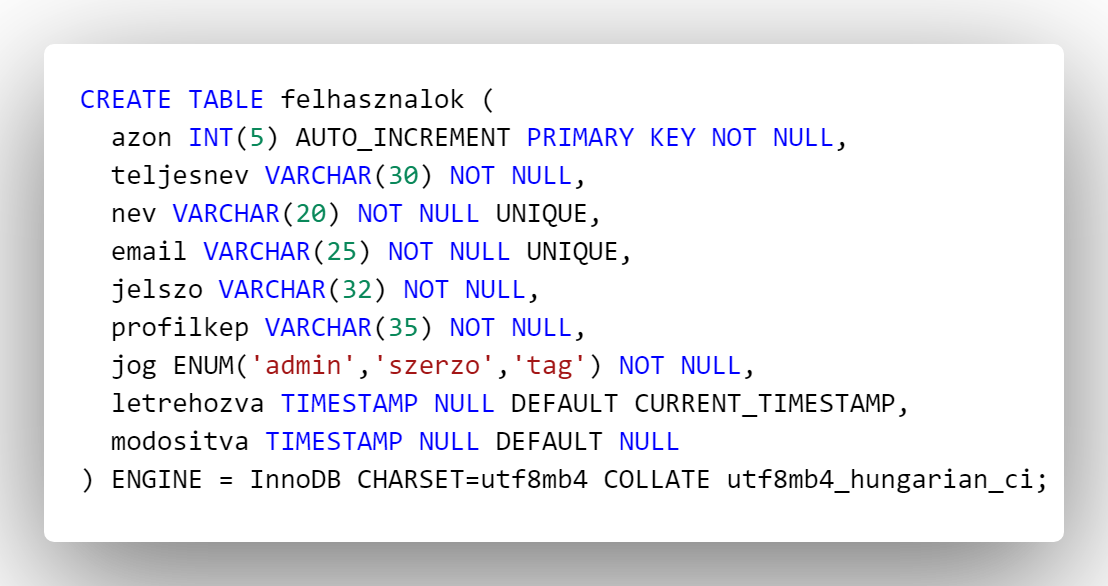 CREATE TABLE felhasznalok (
  azon INT(5) AUTO_INCREMENT PRIMARY KEY NOT NULL,
  teljesnev VARCHAR(30) NOT NULL,
  nev VARCHAR(20) NOT NULL UNIQUE,
  email VARCHAR(25) NOT NULL UNIQUE,
  jelszo VARCHAR(32) NOT NULL,
  profilkep VARCHAR(35) NOT NULL,
  jog ENUM('admin','szerzo','tag') NOT NULL,
  letrehozva TIMESTAMP NULL DEFAULT CURRENT_TIMESTAMP,
  modositva TIMESTAMP NULL DEFAULT NULL
) ENGINE = InnoDB CHARSET=utf8mb4 COLLATE utf8mb4_hungarian_ci;